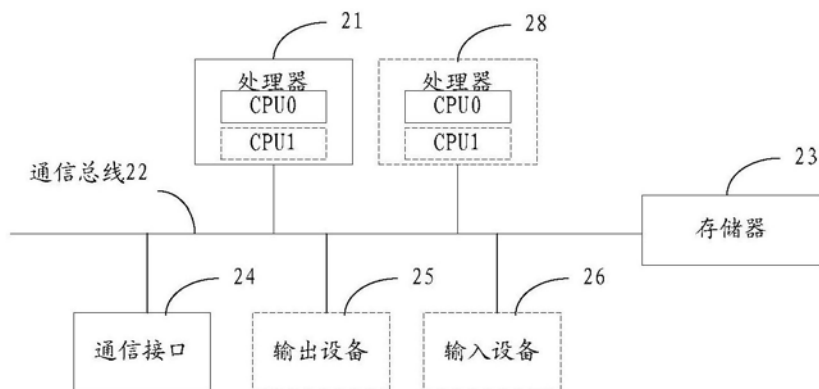 21
28
处理器
处理器
CPU0
CPU0
CPU1
CPU1
通信总线22
23
存储器
24
25
26
通信接口
输出设备
输入设备